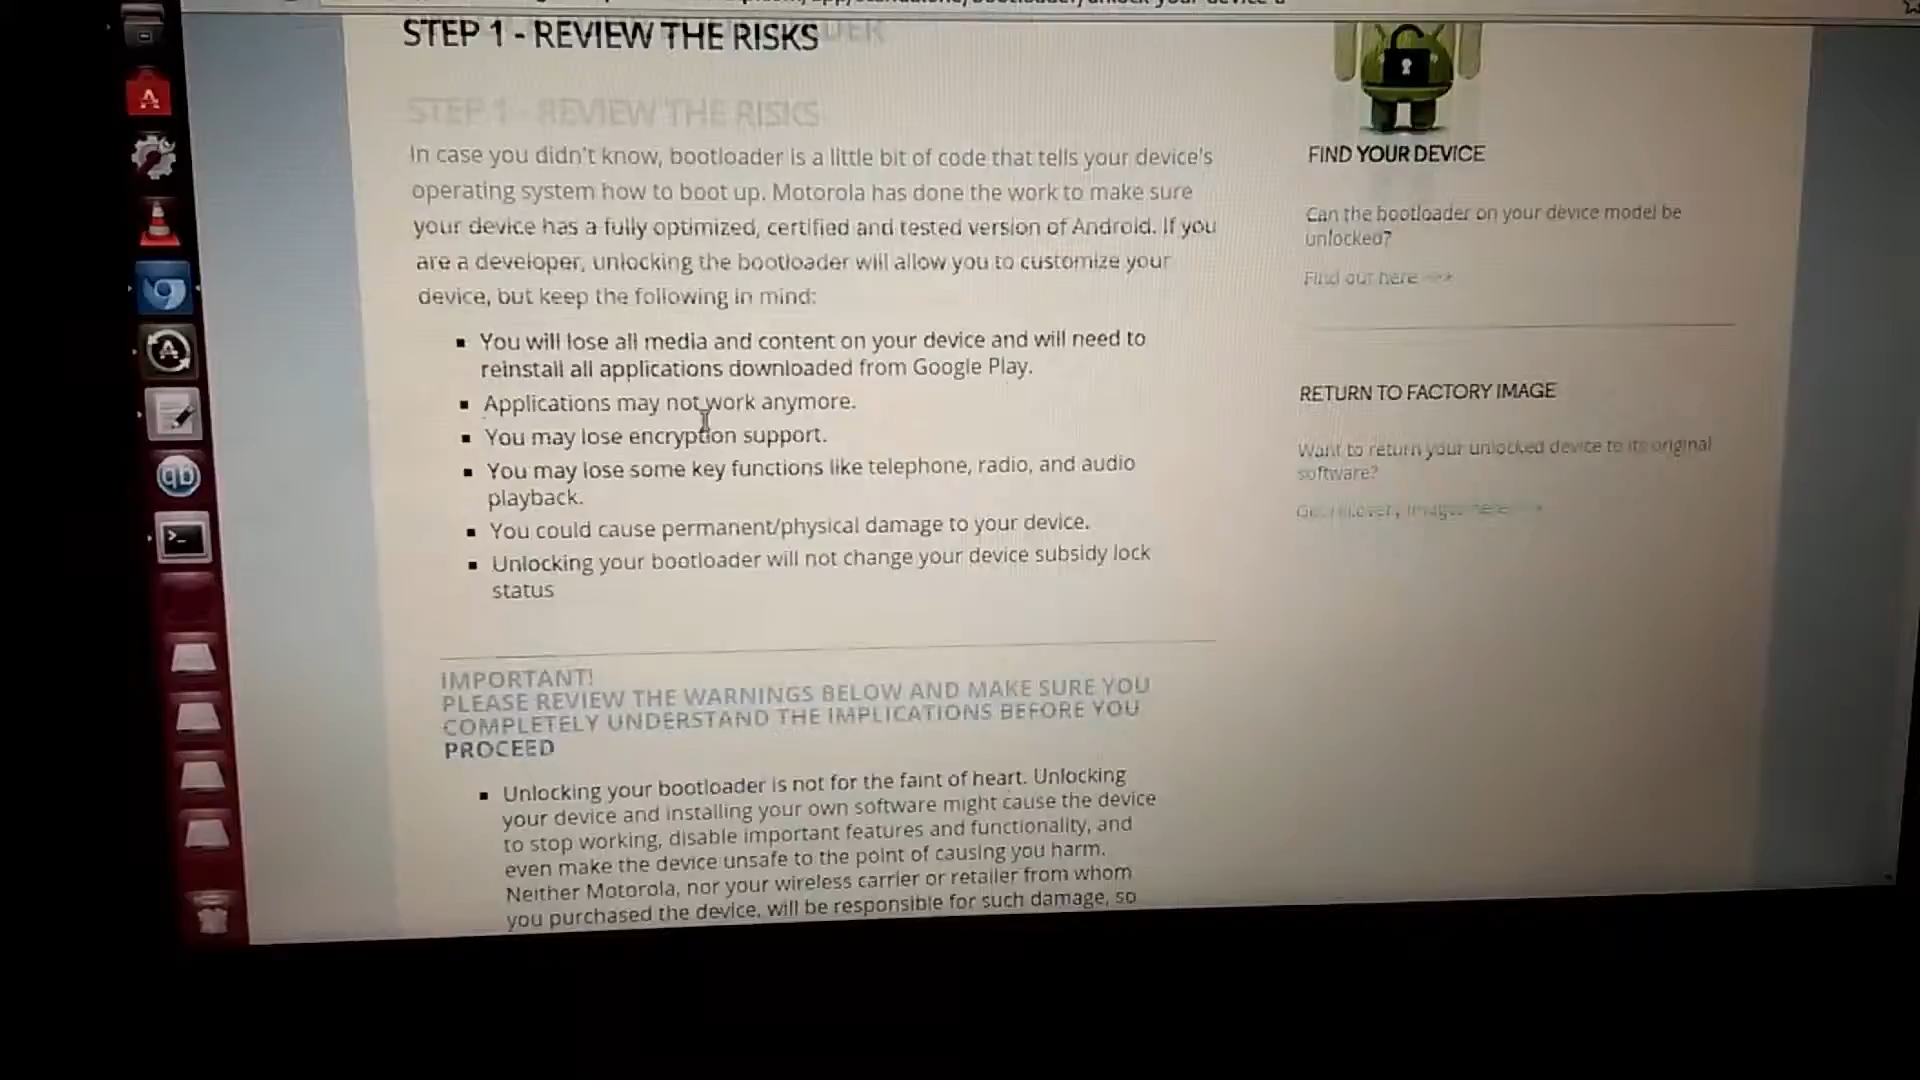 STEP 1 - REVIEW THE RISKS
STEP 1 - REVIEW THE RISKS
In case you didn't know, bootloader is a little bit of code that tells your device's
operating system how to boot up. Motorola has done the work to make sure
your device has a fully optimized, certified and tested version of Android. If you
are a developer, unlocking the bootloader will allow you to customize your
device, but keep the following in mind:
▪ You will lose all media and content on your device and will need to
reinstall all applications downloaded from Google Play.
▪ Applications may not work anymore.
▪ You may lose encryption support.
▪ You may lose some key functions like telephone, radio, and audio
playback.
▪ You could cause permanent/physical damage to your device.
▪ Unlocking your bootloader will not change your device subsidy lock
status
IMPORTANT!
PLEASE REVIEW THE WARNINGS BELOW AND MAKE SURE YOU
COMPLETELY UNDERSTAND THE IMPLICATIONS BEFORE YOU
PROCEED
▪ Unlocking your bootloader is not for the faint of heart. Unlocking
your device and installing your own software might cause the device
to stop working, disable important features and functionality, and
even make the device unsafe to the point of causing you harm.
Neither Motorola, nor your wireless carrier or retailer from whom
you purchased the device, will be responsible for such damage, so
FIND YOUR DEVICE
Can the bootloader on your device model be
unlocked?
Find out here
RETURN TO FACTORY IMAGE
Want to return your unlocked device to its original
software?
qb